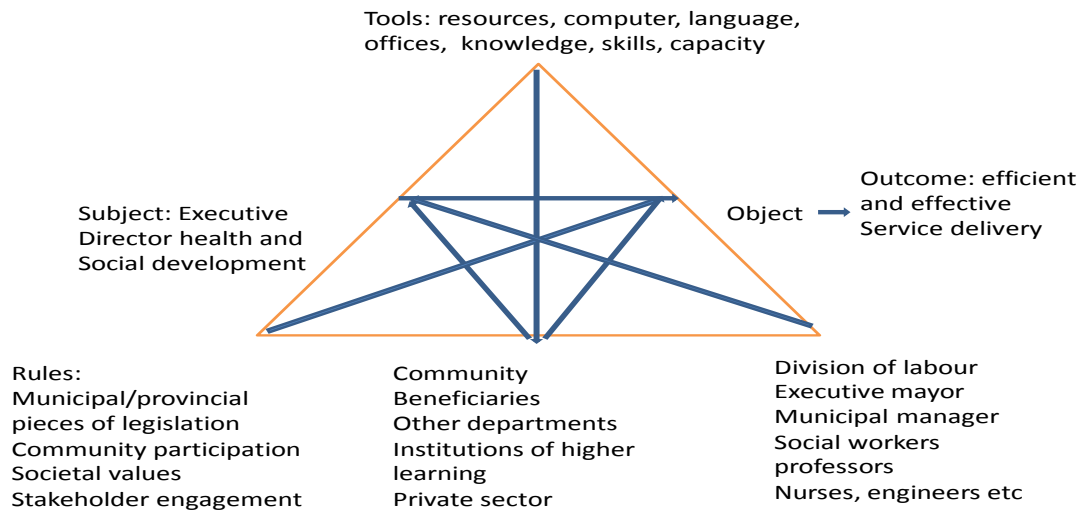 Tools: resources, computer, language,
offices,  knowledge, skills, capacity
Subject: Executive
Director health and
Social development
Object
Outcome: efficient
and effective
Service delivery
Rules:
Municipal/provincial
pieces of legislation
Community participation
Societal values
Stakeholder engagement
Community
Beneficiaries
Other departments
Institutions of higher
learning
Private sector
Division of labour
Executive mayor
Municipal manager
Social workers
professors
Nurses, engineers etc